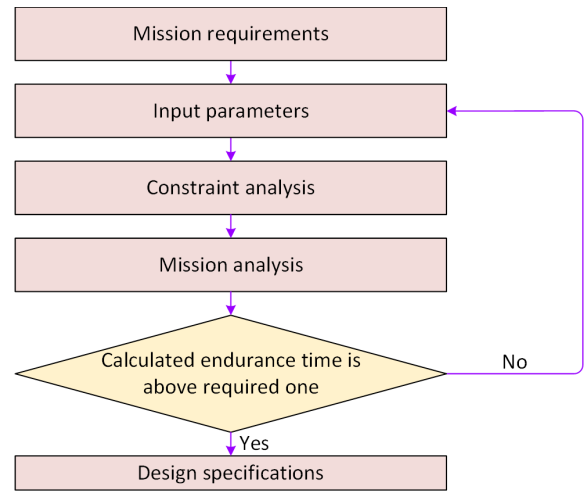 Mission requirements
Input parameters
Constraint analysis
Mission analysis
Calculated endurance time is
above required one
No
Yes
Design specifications